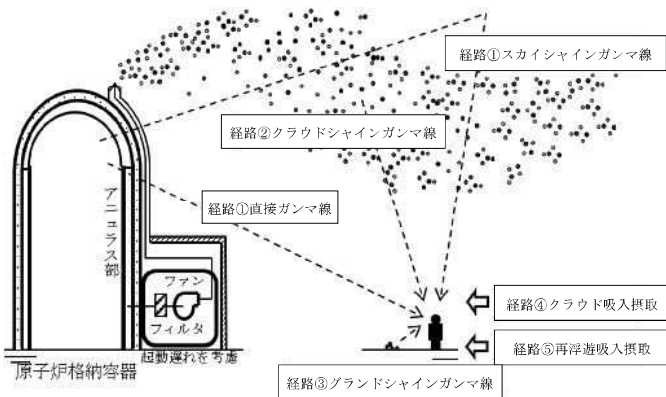 経路①スカイシャインガンマ線
経路②クラウドシャインガンマ線
経路①直接ガンマ線
アニュラス部
ファン
フィルタ
起動遅れを考慮
原子炉格納容器
経路④クラウド吸入摂取
経路⑤再浮遊吸入摂取
経路③グランドシャインガンマ線